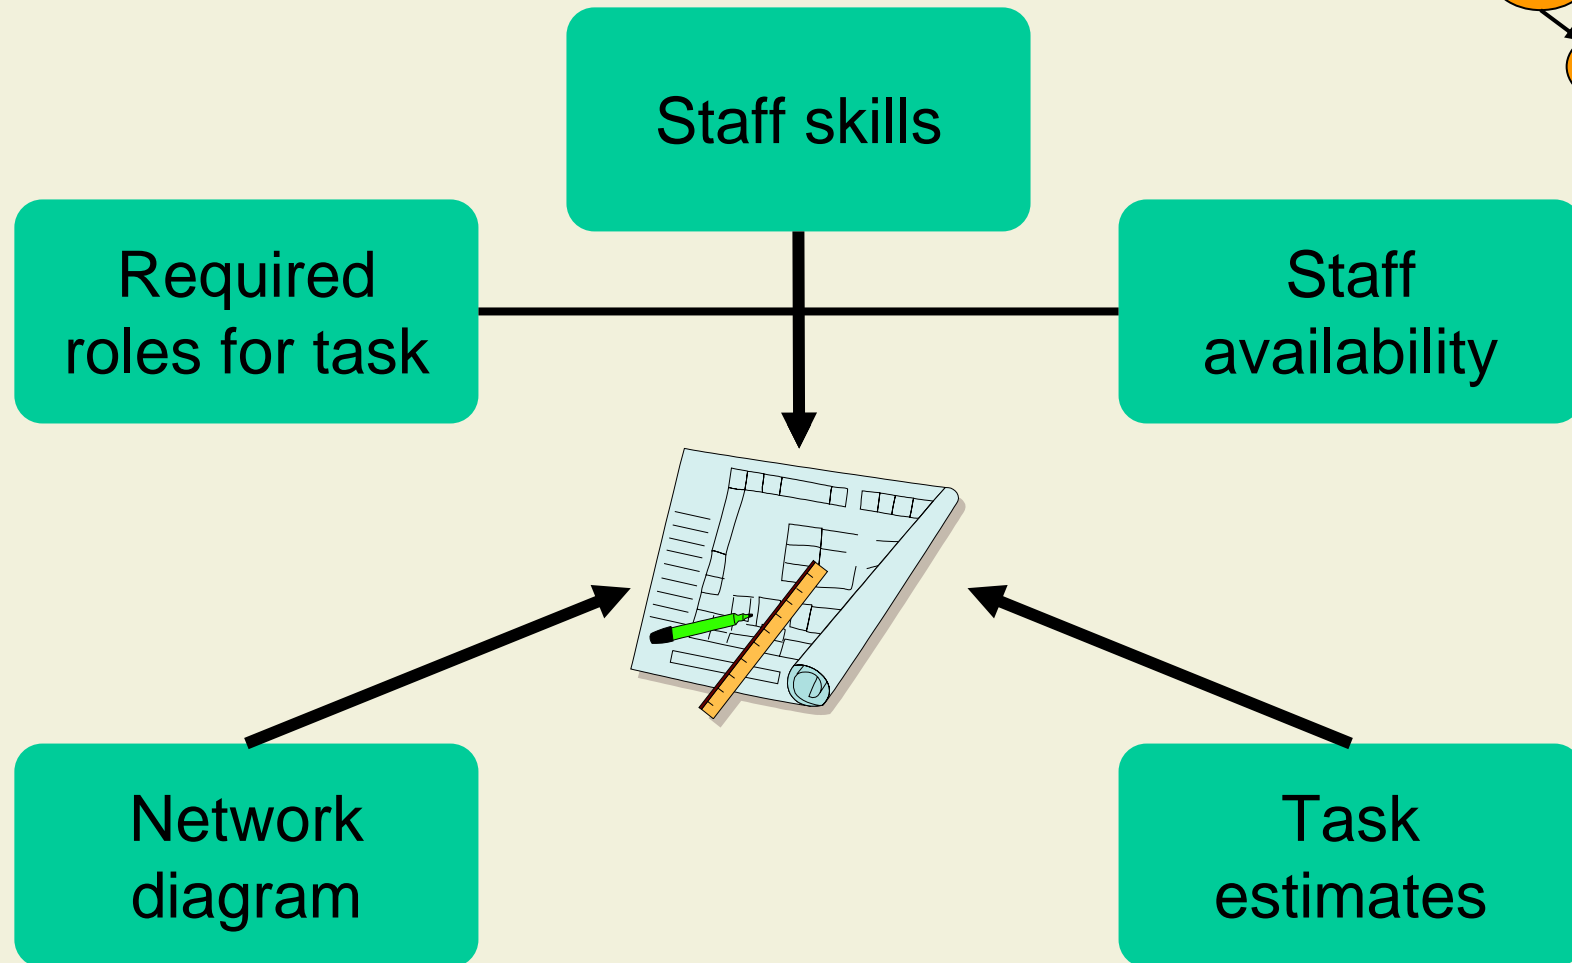 Staff skills
Required
roles for task
Staff
availability
Network
diagram
Task
estimates